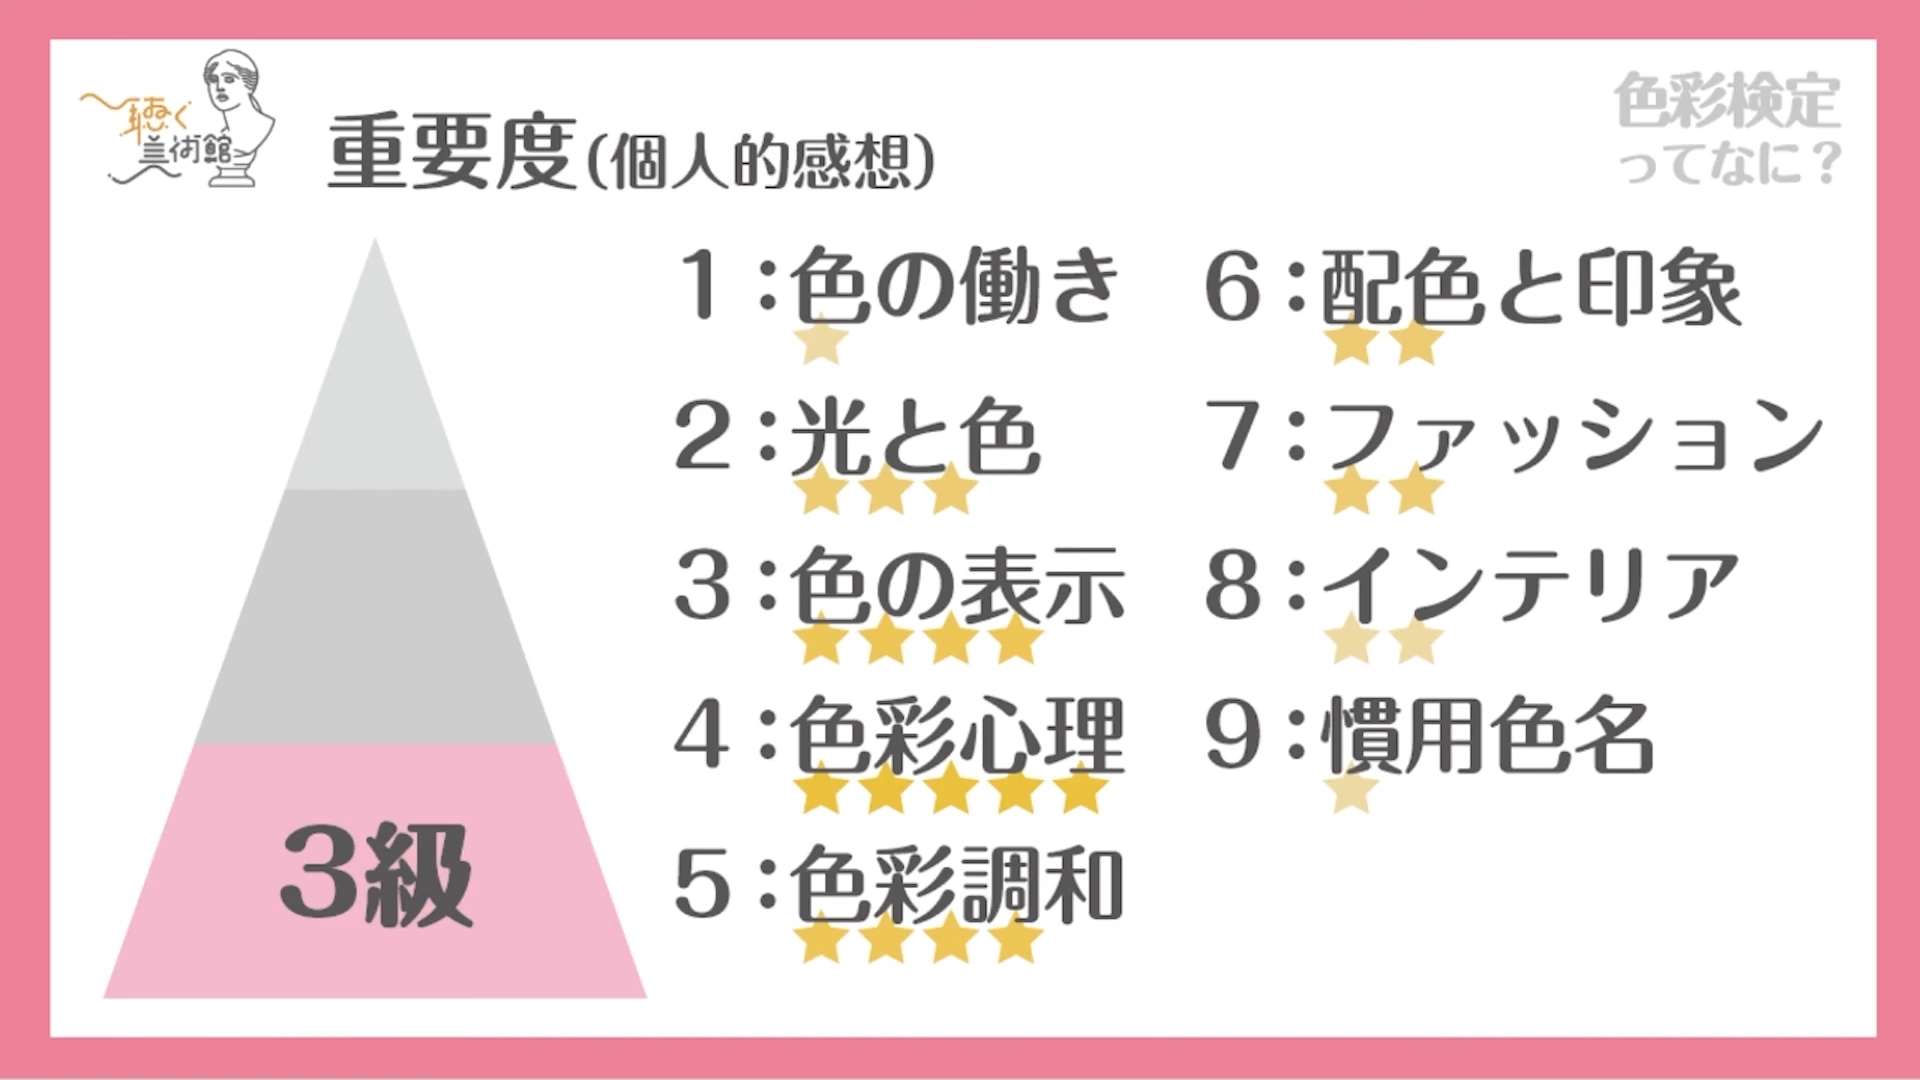 聴く
美術館
重要度(個人的感想)
色彩検定
ってなに？
1：色の働き
2：光と色
3：色の表示
4：色彩心理
5：色彩調和
6：配色と印象
7：ファッション
8：インテリア
9：慣用色名
3級